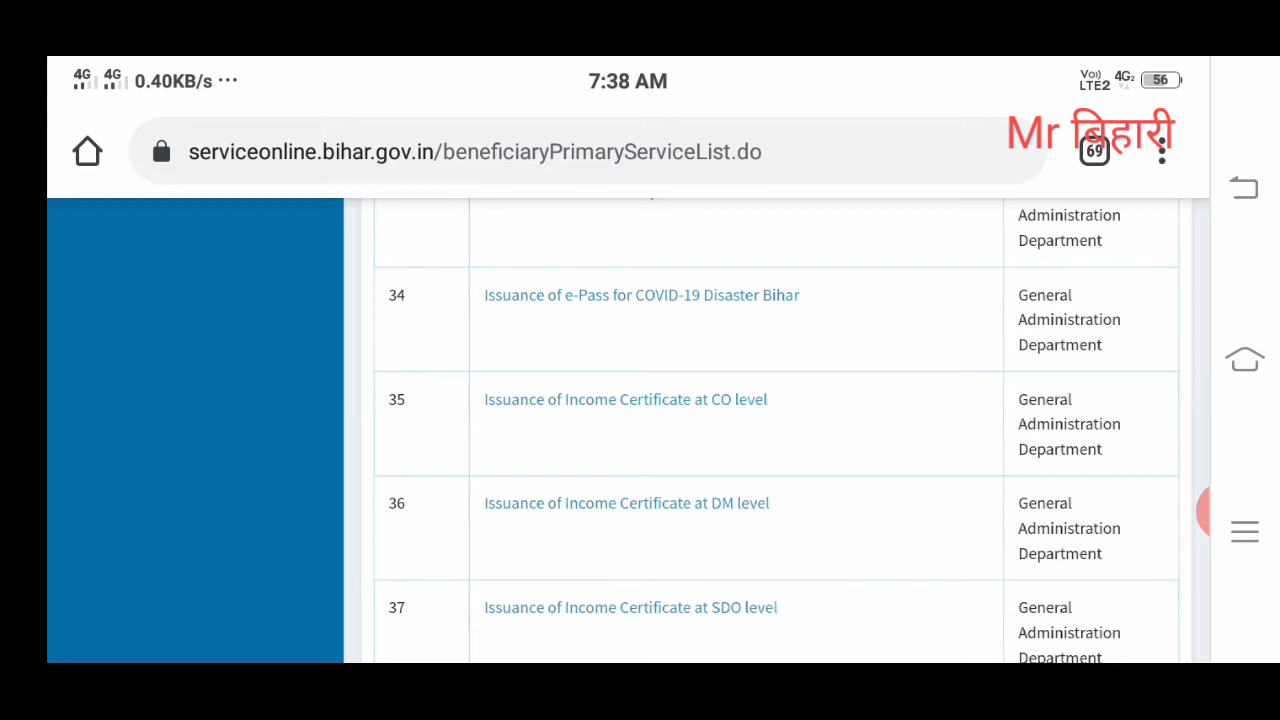 4G 4G 0.40KB/s ··· 7:38 AM Vo)) LTE2 4G2 56
Mr बिहारी
serviceonline.bihar.gov.in/beneficiaryPrimaryServiceList.do 69
Administration
Department
34 Issuance of e-Pass for COVID-19 Disaster Bihar General
Administration
Department
35 Issuance of Income Certificate at CO level General
Administration
Department
36 Issuance of Income Certificate at DM level General
Administration
Department
37 Issuance of Income Certificate at SDO level General
Administration
Department